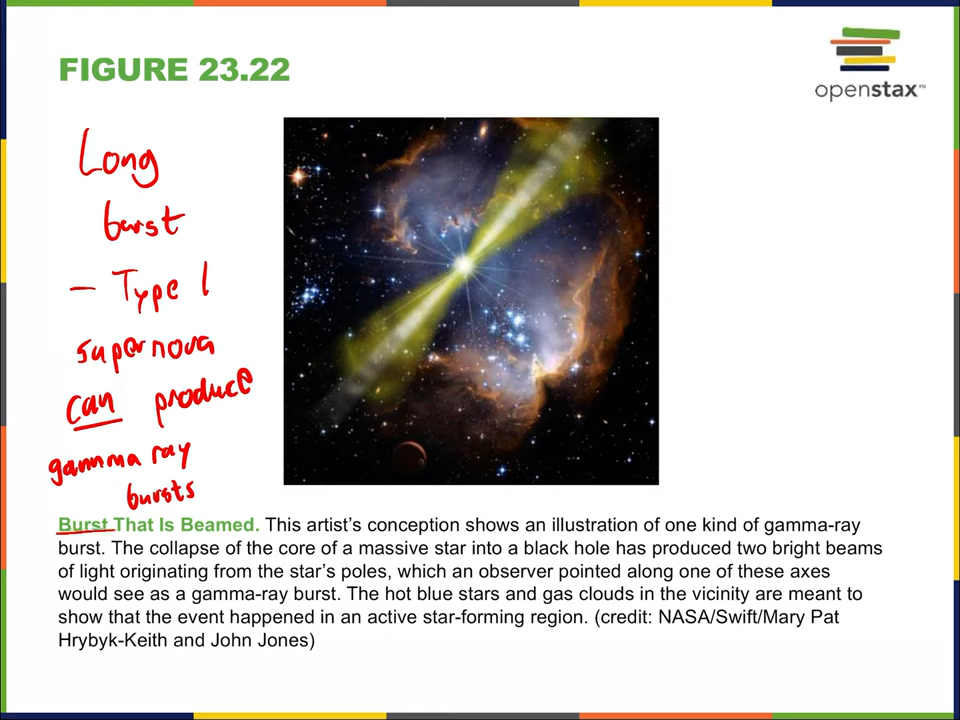 FIGURE 23.22
openstax™
Long
burst
- Type I
supernova
can produce
gamma ray
bursts
Burst That Is Beamed. This artist's conception shows an illustration of one kind of gamma-ray
burst. The collapse of the core of a massive star into a black hole has produced two bright beams
of light originating from the star's poles, which an observer pointed along one of these axes
would see as a gamma-ray burst. The hot blue stars and gas clouds in the vicinity are meant to
show that the event happened in an active star-forming region. (credit: NASA/Swift/Mary Pat
Hrybyk-Keith and John Jones)